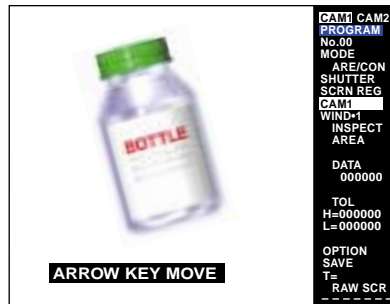 CAM1 CAM2
PROGRAM
No.00
MODE
ARE/CON
SHUTTER
SCRN REG
CAM1
WIND•1
INSPECT
AREA
DATA
000000
TOL
H=000000
L=000000
OPTION
SAVE
T=
RAW SCR
BOTTLE
ARROW KEY MOVE